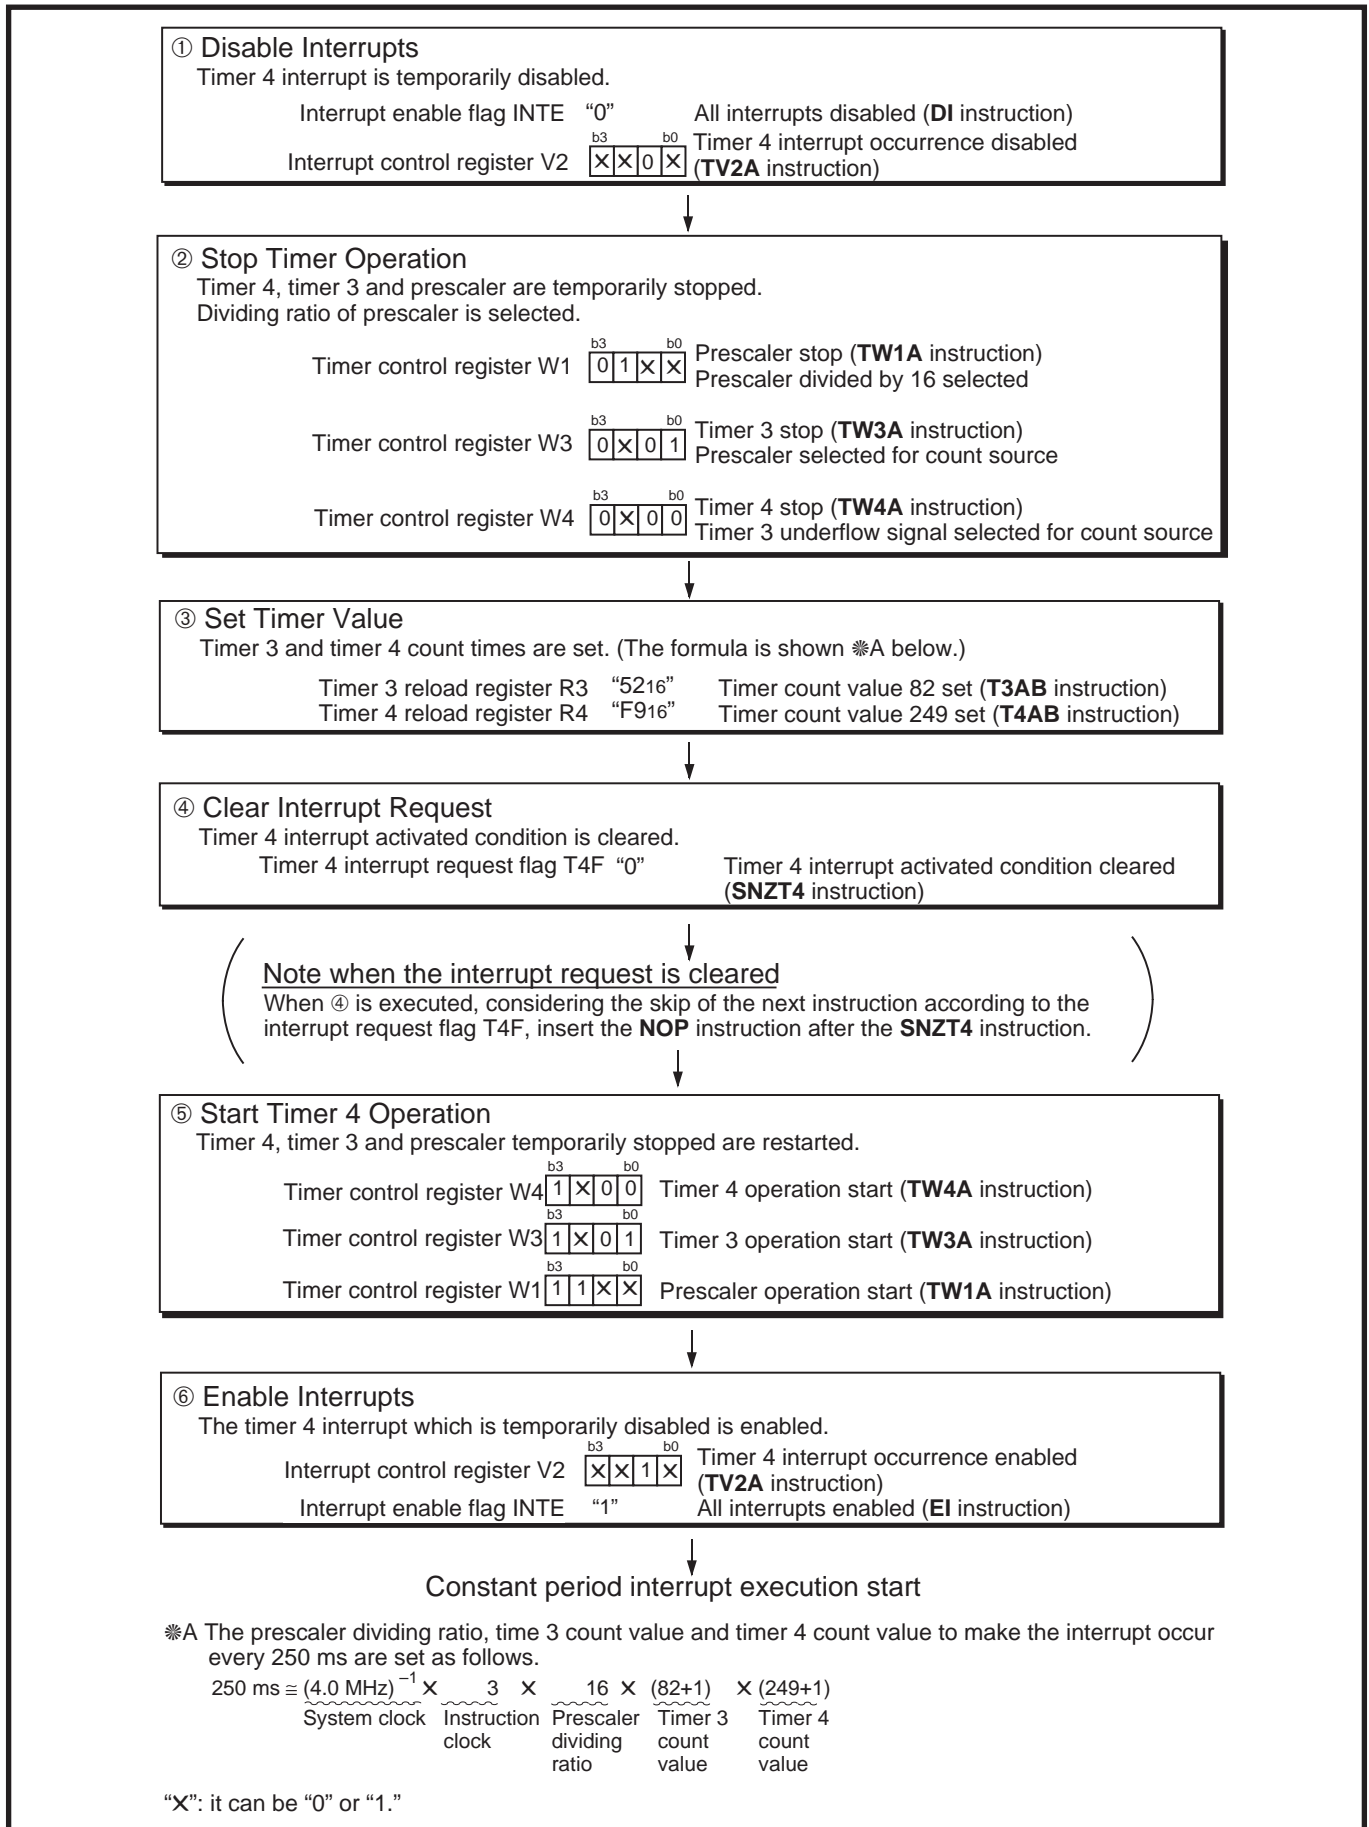 ① Disable Interrupts
Timer 4 interrupt is temporarily disabled.
Interrupt enable flag INTE “0” All interrupts disabled (DI instruction)
b3 b0 Timer 4 interrupt occurrence disabled
Interrupt control register V2 ✕ ✕ 0 ✕ (TV2A instruction)
② Stop Timer Operation
Timer 4, timer 3 and prescaler are temporarily stopped.
Dividing ratio of prescaler is selected.
b3 b0 Prescaler stop (TW1A instruction)
Timer control register W1 0 1 ✕ ✕ Prescaler divided by 16 selected
b3 b0 Timer 3 stop (TW3A instruction)
Timer control register W3 0 ✕ 0 1 Prescaler selected for count source
b3 b0 Timer 4 stop (TW4A instruction)
Timer control register W4 0 ✕ 0 0 Timer 3 underflow signal selected for count source
③ Set Timer Value
Timer 3 and timer 4 count times are set. (The formula is shown ❊A below.)
Timer 3 reload register R3 “5216” Timer count value 82 set (T3AB instruction)
Timer 4 reload register R4 “F916” Timer count value 249 set (T4AB instruction)
④ Clear Interrupt Request
Timer 4 interrupt activated condition is cleared.
Timer 4 interrupt request flag T4F “0” Timer 4 interrupt activated condition cleared
(SNZT4 instruction)
Note when the interrupt request is cleared
When ④ is executed, considering the skip of the next instruction according to the
interrupt request flag T4F, insert the NOP instruction after the SNZT4 instruction.
⑤ Start Timer 4 Operation
Timer 4, timer 3 and prescaler temporarily stopped are restarted.
b3 b0
Timer control register W4 1 ✕ 0 0 Timer 4 operation start (TW4A instruction)
b3 b0
Timer control register W3 1 ✕ 0 1 Timer 3 operation start (TW3A instruction)
b3 b0
Timer control register W1 1 1 ✕ ✕ Prescaler operation start (TW1A instruction)
⑥ Enable Interrupts
The timer 4 interrupt which is temporarily disabled is enabled.
b3 b0 Timer 4 interrupt occurrence enabled
Interrupt control register V2 ✕ ✕ 1 ✕ (TV2A instruction)
Interrupt enable flag INTE “1” All interrupts enabled (EI instruction)
Constant period interrupt execution start
❊A The prescaler dividing ratio, time 3 count value and timer 4 count value to make the interrupt occur
every 250 ms are set as follows.
250 ms ≅ (4.0 MHz) –1 ✕ 3 ✕ 16 ✕ (82+1) ✕ (249+1)
System clock Instruction Prescaler Timer 3 Timer 4
clock dividing count count
ratio value value
“✕”: it can be “0” or “1.”